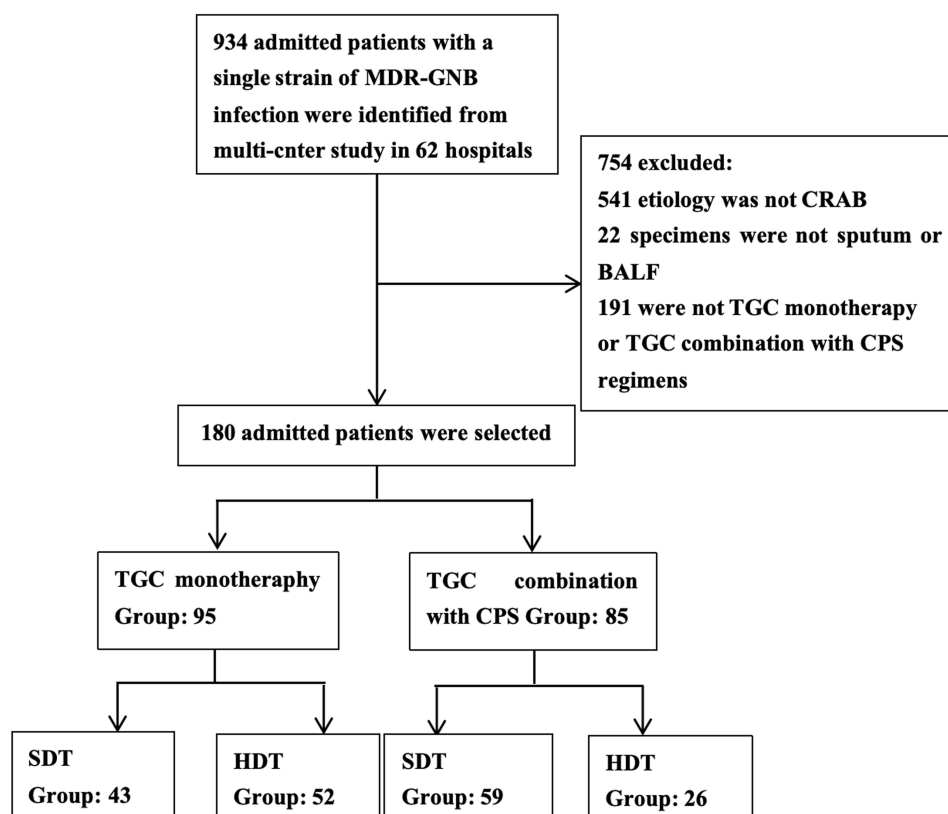 934 admitted patients with a
single strain of MDR-GNB
infection were identified from
multi-cnter study in 62 hospitals
754 excluded:
541 etiology was not CRAB
22 specimens were not sputum or
BALF
191 were not TGC monotherapy
or TGC combination with CPS
regimens
180 admitted patients were selected
TGC monotheraphy
Group: 95
TGC combination
with CPS Group: 85
SDT
Group: 43
HDT
Group: 52
SDT
Group: 59
HDT
Group: 26